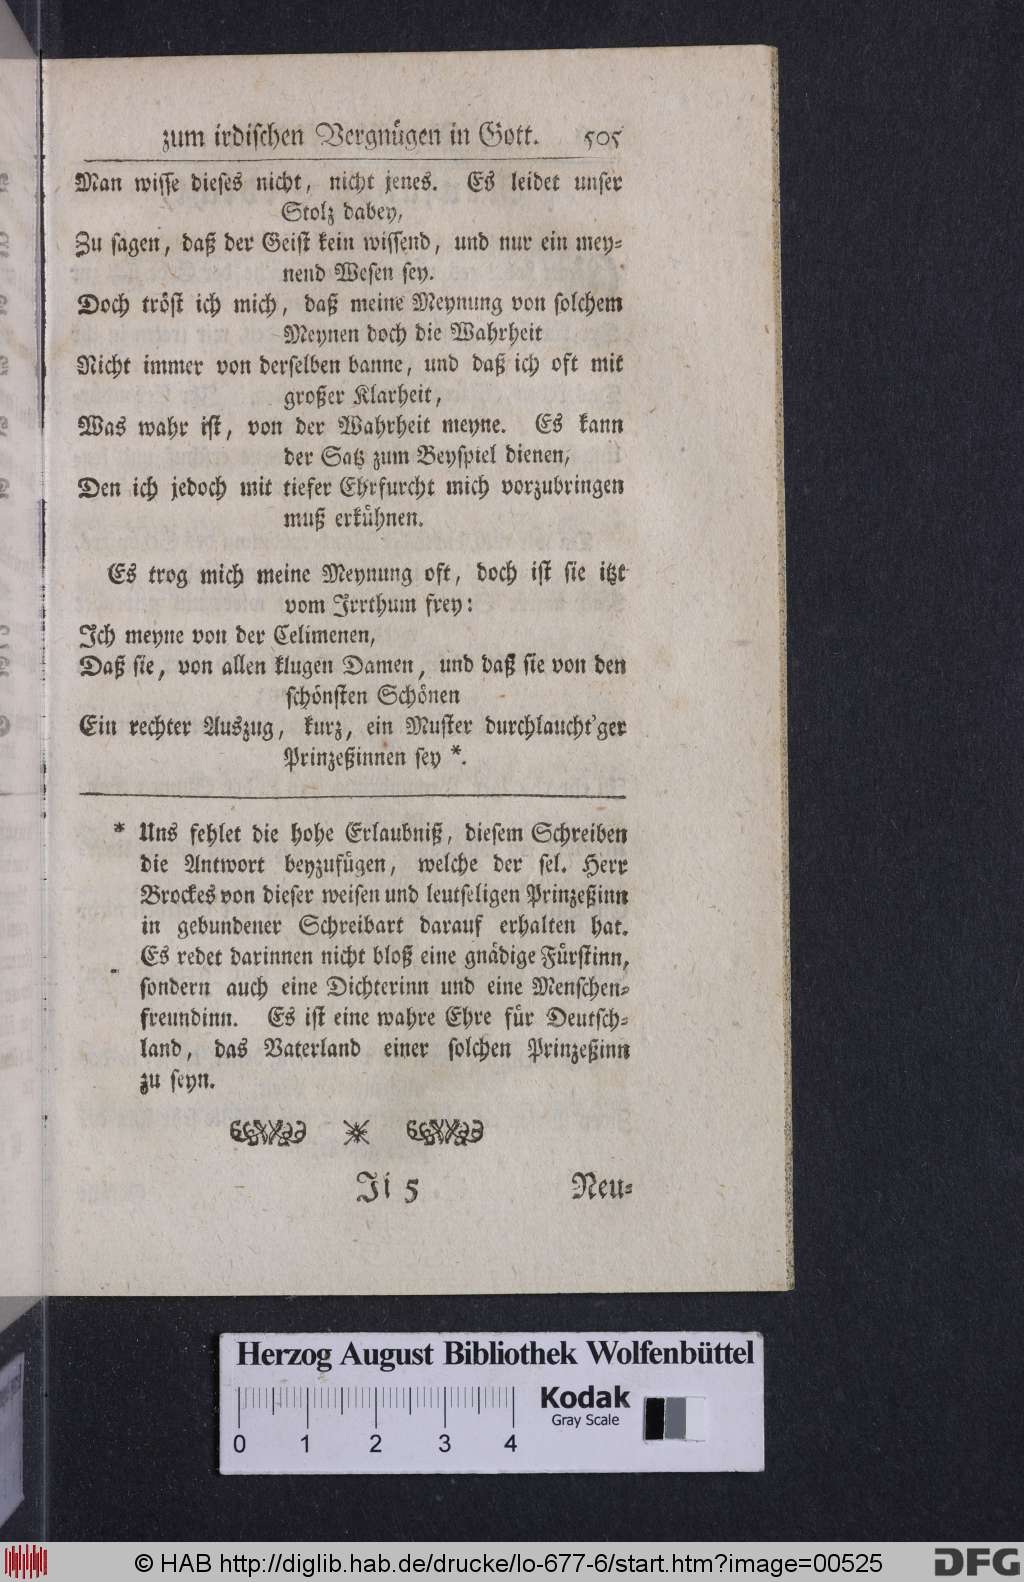 zum irdischen Vergnügen in Gott. 505
Man wisse dieses nicht, nicht jenes. Es leidet unser
Stolz dabey,
Zu sagen, daß der Geist kein wissend, und nur ein mey-
nend Wesen sey.
Doch tröst ich mich, daß meine Meynung von solchem
Meynen doch die Wahrheit
Nicht immer von derselben banne, und daß ich oft mit
großer Klarheit,
Was wahr ist, von der Wahrheit meyne. Es kann
der Satz zum Beyspiel dienen,
Den ich jedoch mit tiefer Ehrfurcht mich vorzubringen
muß erkühnen.
Es trog mich meine Meynung oft, doch ist sie itzt
vom Irrthum frey:
Ich meyne von der Celimenen,
Daß sie, von allen klugen Damen, und daß sie von den
schönsten Schönen
Ein rechter Auszug, kurz, ein Muster durchlaucht'ger
Prinzeßinnen sey *.
* Uns fehlet die hohe Erlaubniß, diesem Schreiben
die Antwort beyzufügen, welche der sel. Herr
Brockes von dieser weisen und leutseligen Prinzeßinn
in gebundener Schreibart darauf erhalten hat.
Es redet darinnen nicht bloß eine gnädige Fürstinn,
sondern auch eine Dichterinn und eine Menschen-
freundinn. Es ist eine wahre Ehre für Deutsch-
land, das Vaterland einer solchen Prinzeßinn
zu seyn.
Ii 5 Neu-
Herzog August Bibliothek Wolfenbüttel
Kodak
Gray Scale
0 1 2 3 4
© HAB http://diglib.hab.de/drucke/lo-677-6/start.htm?image=00525
DFG